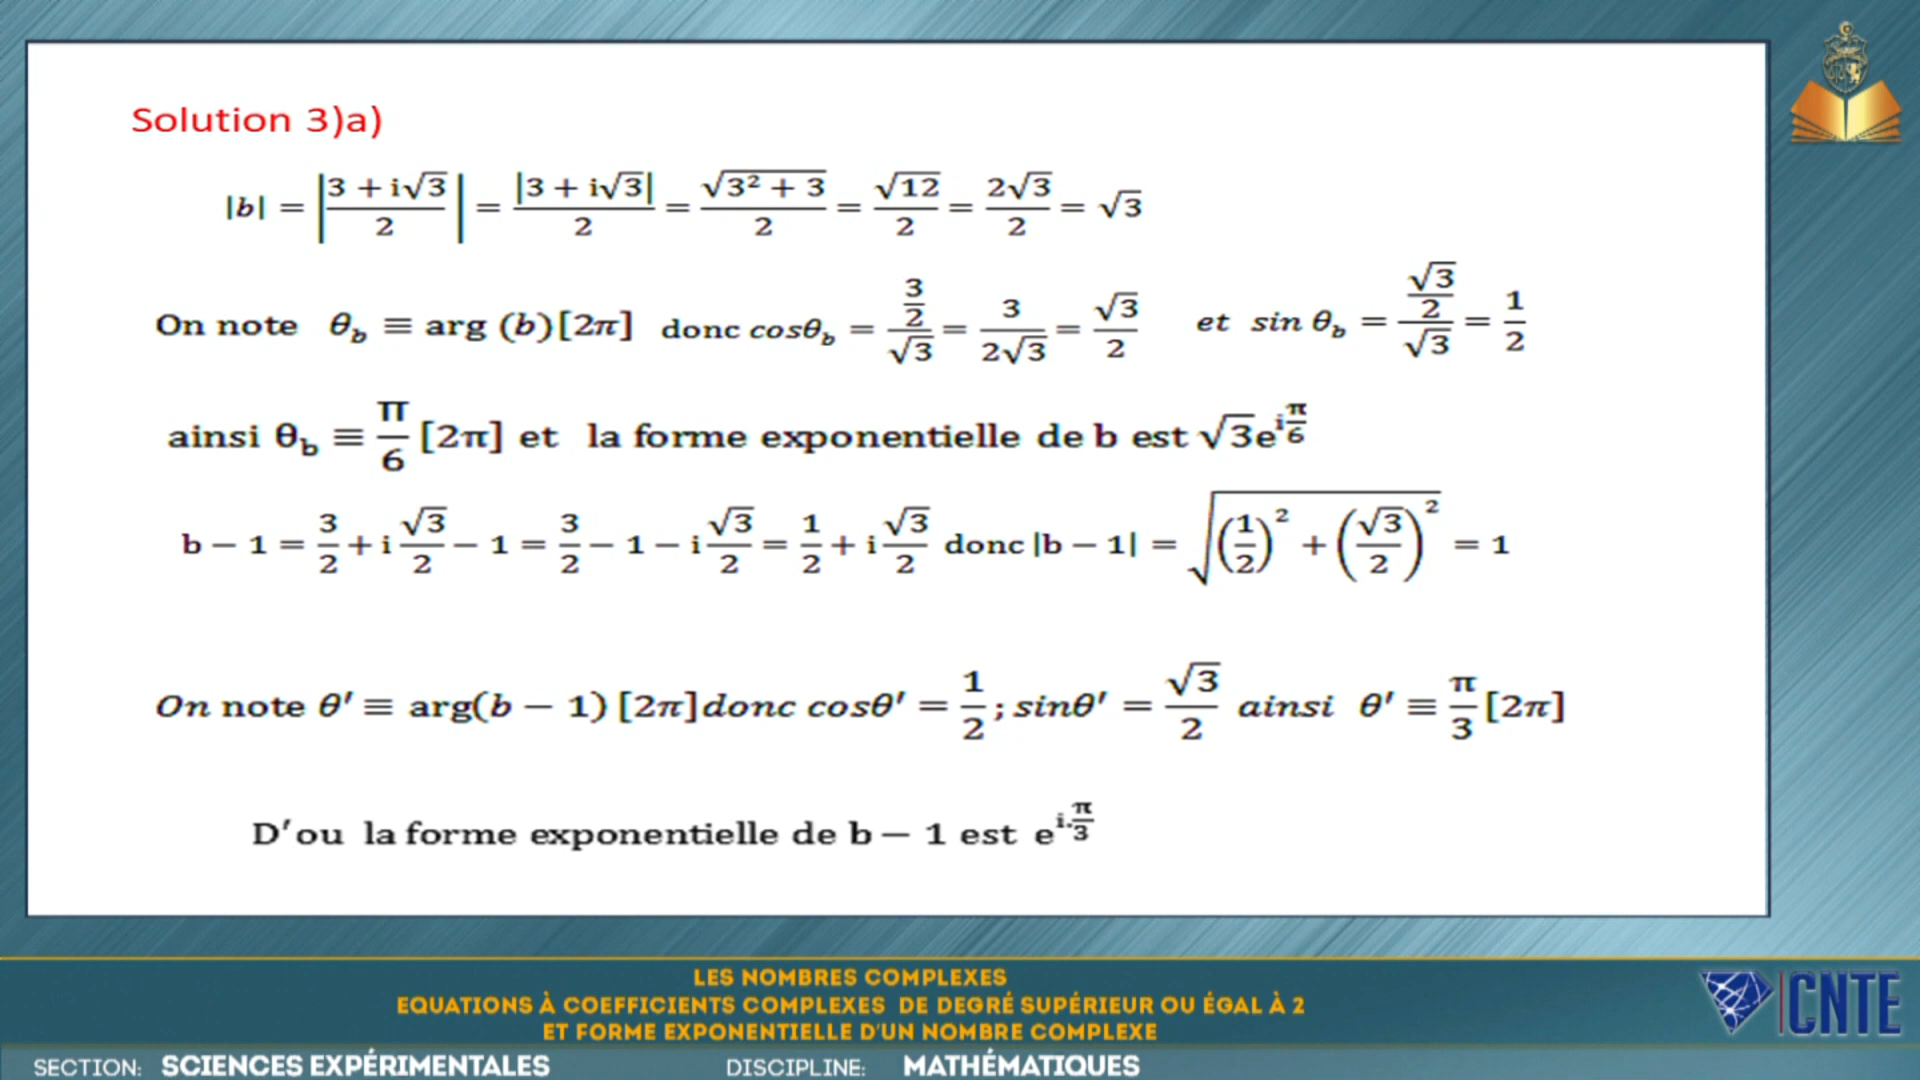 Solution 3)a)
|b| = |(3 + i√3)/2| = |3 + i√3|/2 = √(3² + 3)/2 = √12/2 = 2√3/2 = √3
On note θ_b ≡ arg (b)[2π] donc cosθ_b = (3/2)/√3 = 3/(2√3) = √3/2 et sin θ_b = (√3/2)/√3 = 1/2
ainsi θ_b ≡ π/6 [2π] et la forme exponentielle de b est √3e^(iπ/6)
b − 1 = 3/2 + i √3/2 − 1 = 3/2 − 1 − i √3/2 = 1/2 + i √3/2 donc |b − 1| = √((1/2)² + (√3/2)²) = 1
On note θ′ ≡ arg(b − 1) [2π]donc cosθ′ = 1/2 ; sinθ′ = √3/2 ainsi θ′ ≡ π/3 [2π]
D′ou la forme exponentielle de b − 1 est e^(i.π/3)
LES NOMBRES COMPLEXES
EQUATIONS À COEFFICIENTS COMPLEXES DE DEGRÉ SUPÉRIEUR OU ÉGAL À 2
ET FORME EXPONENTIELLE D'UN NOMBRE COMPLEXE
CNTE
SECTION: SCIENCES EXPÉRIMENTALES DISCIPLINE: MATHÉMATIQUES